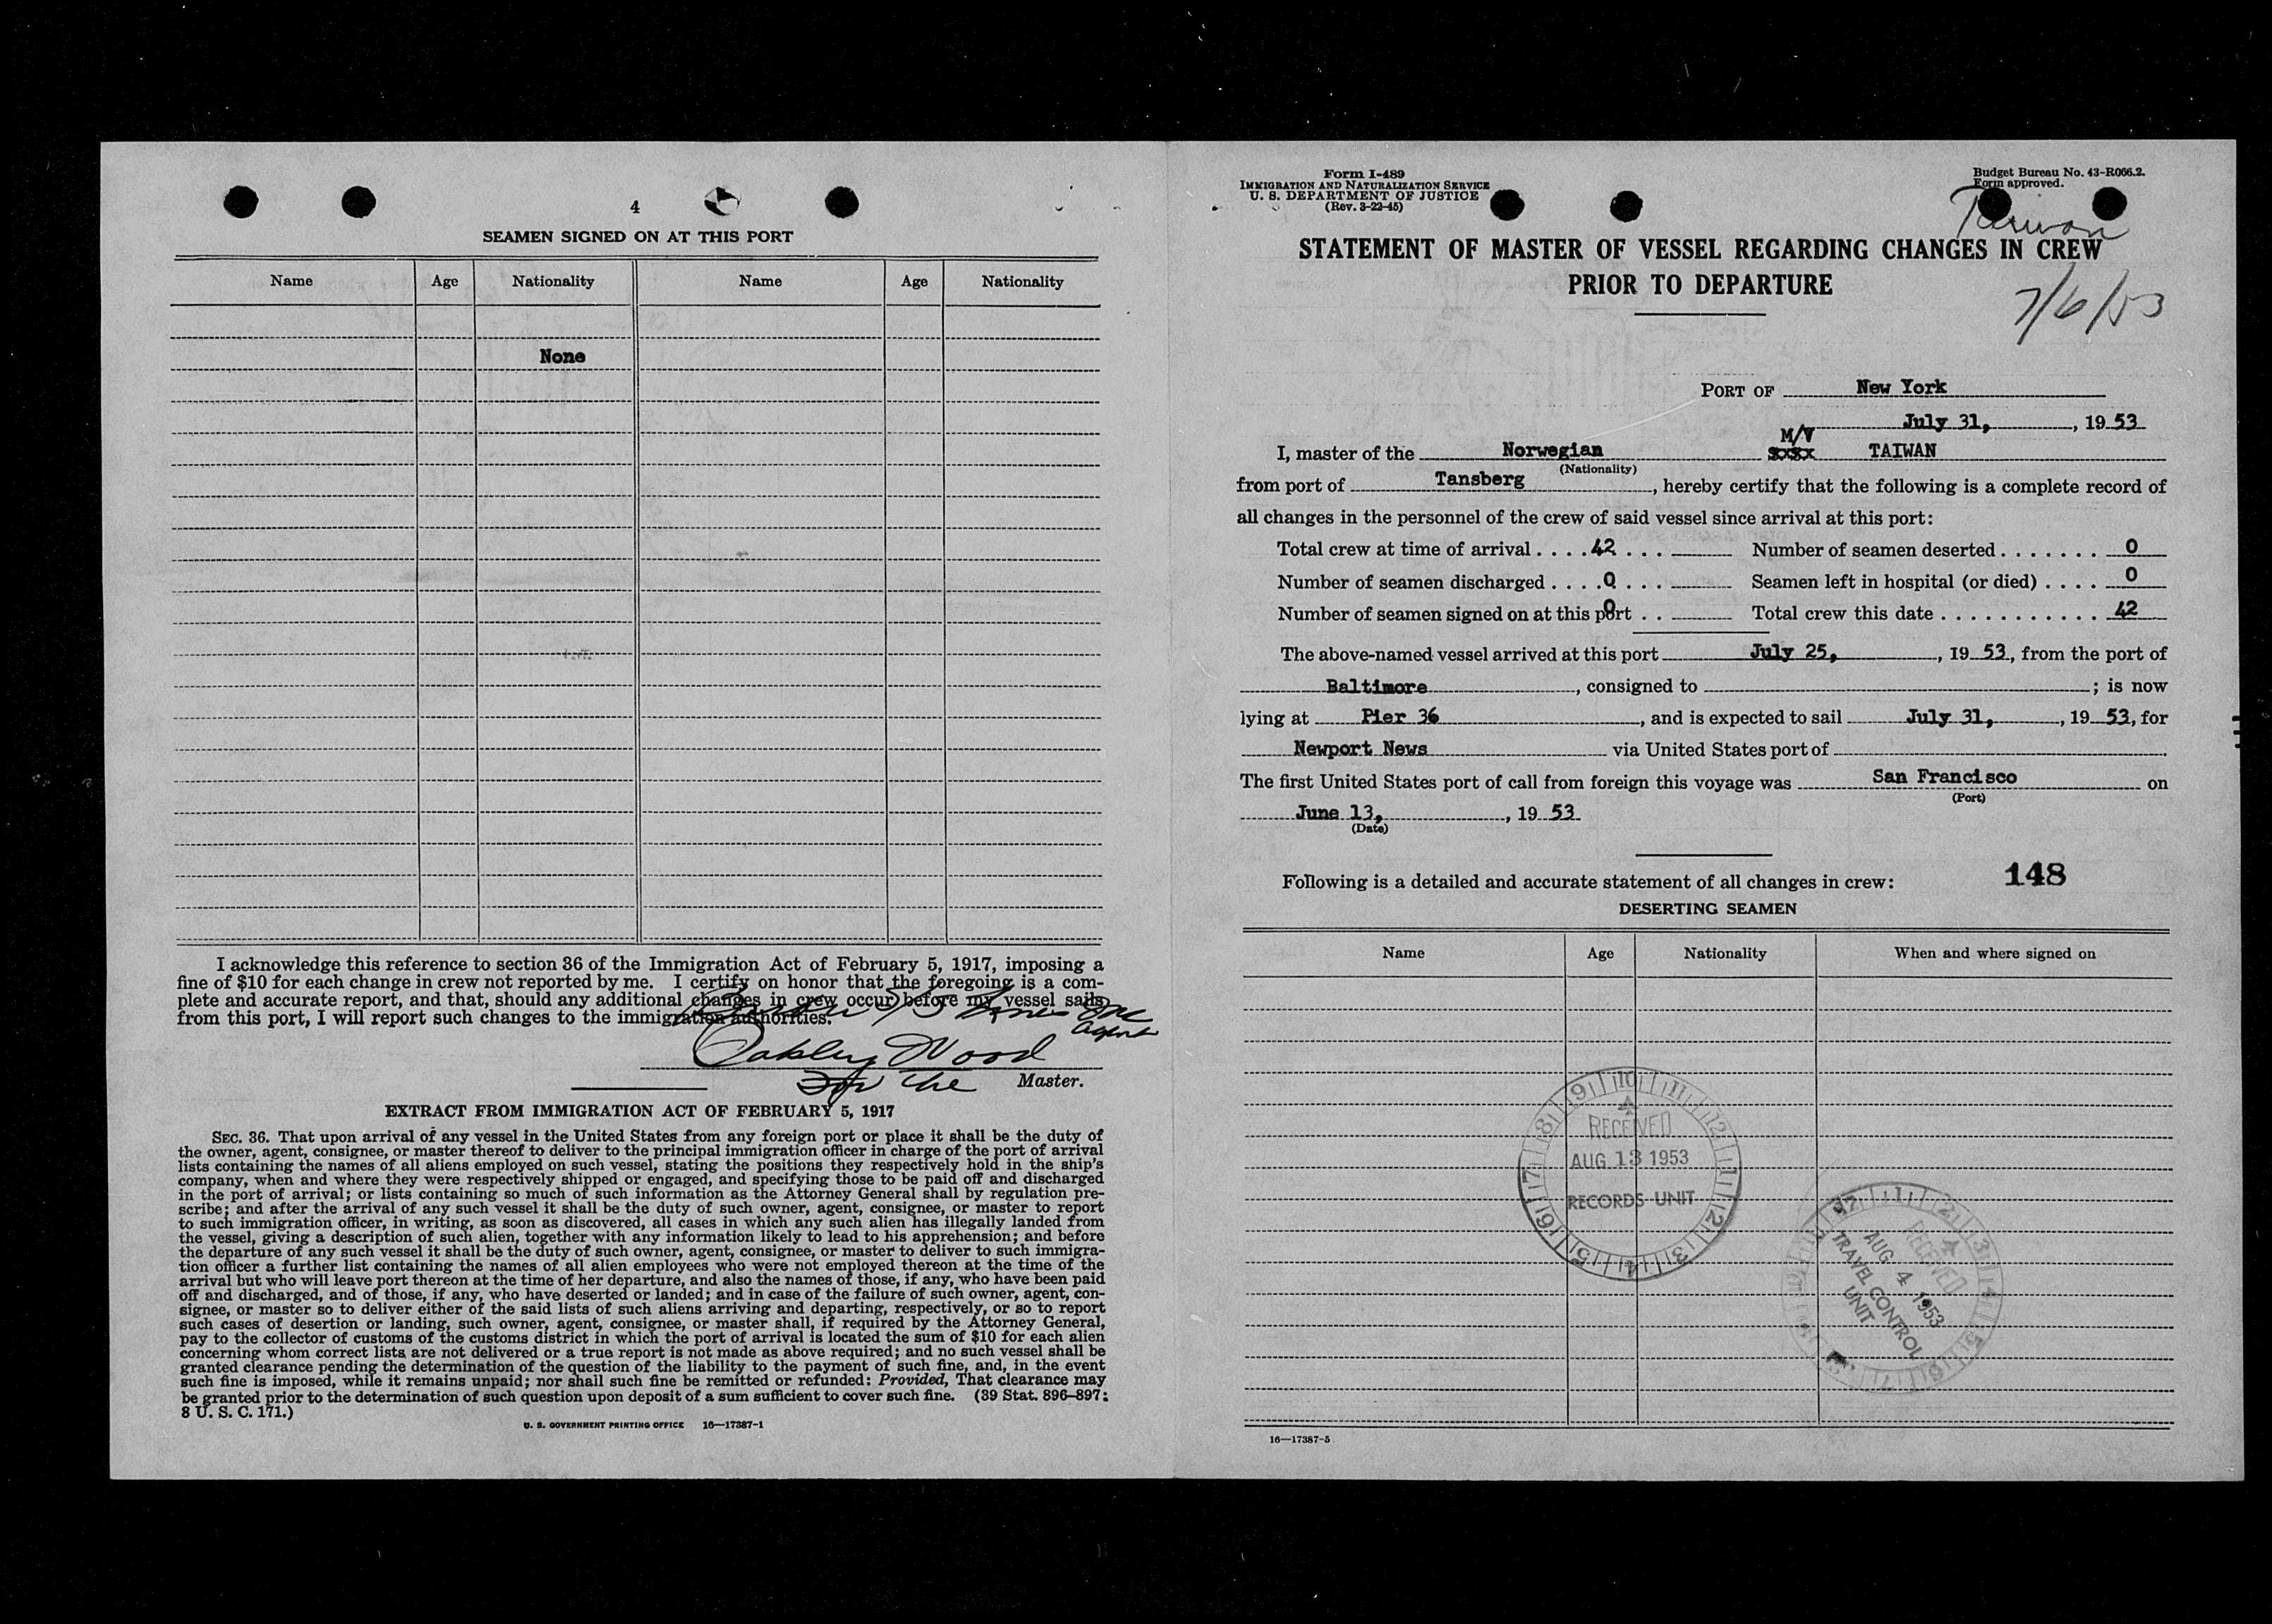 4
SEAMEN SIGNED ON AT THIS PORT
Name Age Nationality Name Age Nationality
None
I acknowledge this reference to section 36 of the Immigration Act of February 5, 1917, imposing a
fine of $10 for each change in crew not reported by me. I certify on honor that the foregoing is a com-
plete and accurate report, and that, should any additional changes in crew occur before my vessel sails
from this port, I will report such changes to the immigration authorities.
Inc
Agent
Oakley Wood
for the Master.
EXTRACT FROM IMMIGRATION ACT OF FEBRUARY 5, 1917
SEC. 36. That upon arrival of any vessel in the United States from any foreign port or place it shall be the duty of
the owner, agent, consignee, or master thereof to deliver to the principal immigration officer in charge of the port of arrival
lists containing the names of all aliens employed on such vessel, stating the positions they respectively hold in the ship's
company, when and where they were respectively shipped or engaged, and specifying those to be paid off and discharged
in the port of arrival; or lists containing so much of such information as the Attorney General shall by regulation pre-
scribe; and after the arrival of any such vessel it shall be the duty of such owner, agent, consignee, or master to report
to such immigration officer, in writing, as soon as discovered, all cases in which any such alien has illegally landed from
the vessel, giving a description of such alien, together with any information likely to lead to his apprehension; and before
the departure of any such vessel it shall be the duty of such owner, agent, consignee, or master to deliver to such immigra-
tion officer a further list containing the names of all alien employees who were not employed thereon at the time of the
arrival but who will leave port thereon at the time of her departure, and also the names of those, if any, who have been paid
off and discharged, and of those, if any, who have deserted or landed; and in case of the failure of such owner, agent, con-
signee, or master so to deliver either of the said lists of such aliens arriving and departing, respectively, or so to report
such cases of desertion or landing, such owner, agent, consignee, or master shall, if required by the Attorney General,
pay to the collector of customs of the customs district in which the port of arrival is located the sum of $10 for each alien
concerning whom correct lists are not delivered or a true report is not made as above required; and no such vessel shall be
granted clearance pending the determination of the question of the liability to the payment of such fine, and, in the event
such fine is imposed, while it remains unpaid; nor shall such fine be remitted or refunded: Provided, That clearance may
be granted prior to the determination of such question upon deposit of a sum sufficient to cover such fine. (39 Stat. 896–897;
8 U. S. C. 171.)
U. S. GOVERNMENT PRINTING OFFICE 16—17387-1
Form I-489
IMMIGRATION AND NATURALIZATION SERVICE
U. S. DEPARTMENT OF JUSTICE
(Rev. 3-22-45)
Budget Bureau No. 43-R066.2.
Form approved.
Taiwan
STATEMENT OF MASTER OF VESSEL REGARDING CHANGES IN CREW
PRIOR TO DEPARTURE
7/6/53
PORT OF New York
July 31, , 19 53
I, master of the Norwegian M/V TAIWAN
(Nationality)
from port of Tansberg , hereby certify that the following is a complete record of
all changes in the personnel of the crew of said vessel since arrival at this port:
Total crew at time of arrival . . . . 42 . . . Number of seamen deserted . . . . . . . 0
Number of seamen discharged . . . . 0 . . . Seamen left in hospital (or died) . . . . 0
Number of seamen signed on at this port 0 . . Total crew this date . . . . . . . . . . . 42
The above-named vessel arrived at this port July 25, , 19 53, from the port of
Baltimore , consigned to ; is now
lying at Pier 36 , and is expected to sail July 31, , 19 53, for
Newport News via United States port of .
The first United States port of call from foreign this voyage was San Francisco on
(Port)
June 13, , 19 53
(Date)
Following is a detailed and accurate statement of all changes in crew: 148
DESERTING SEAMEN
Name Age Nationality When and where signed on
RECEIVED
AUG 13 1953
RECORDS UNIT
RECEIVED
AUG 4 1953
TRAVEL CONTROL
UNIT
16—17387-5